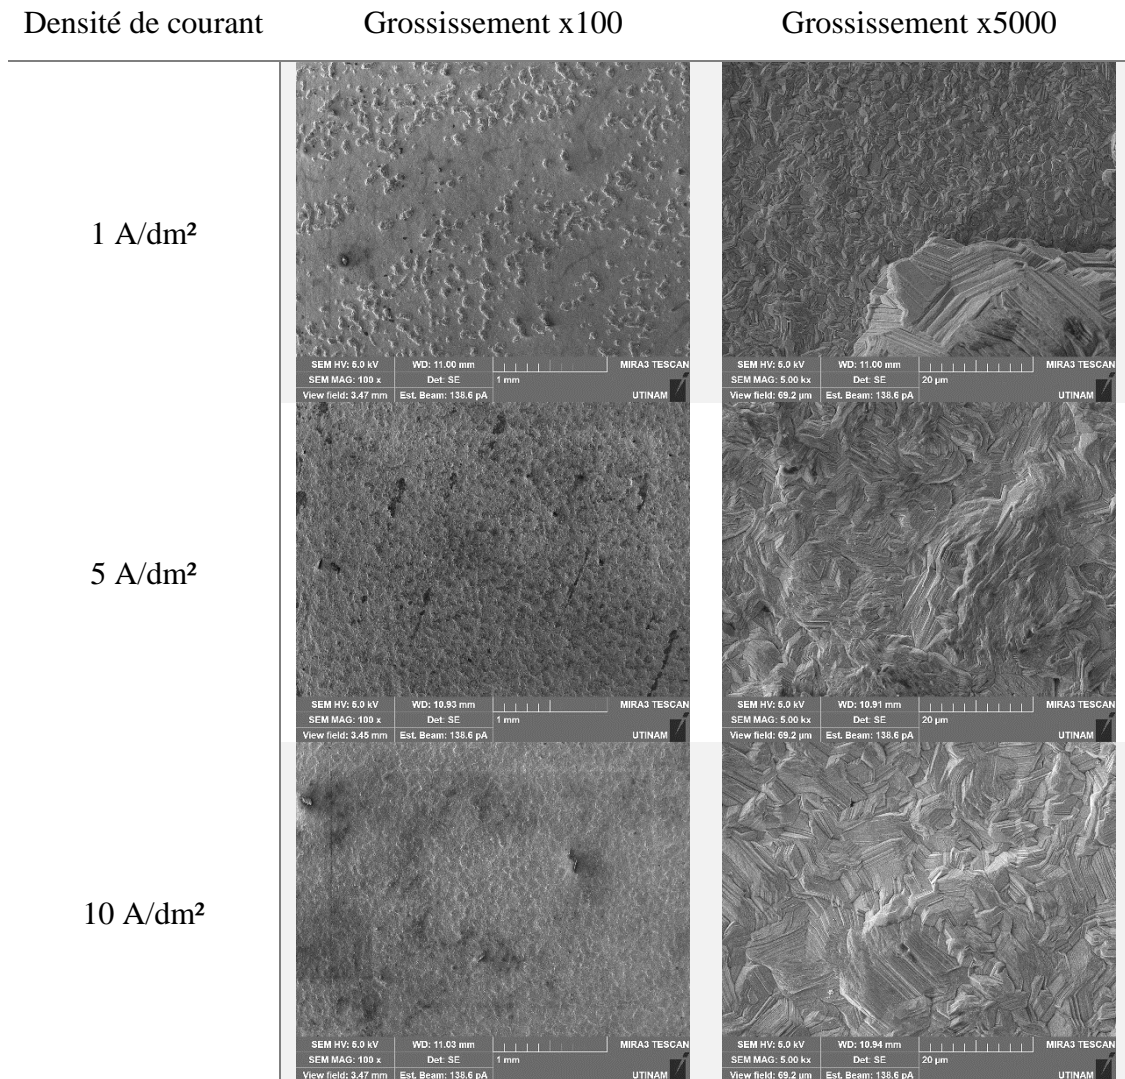 Densité de courant Grossissement x100 Grossissement x5000
1 A/dm²
SEM HV: 5.0 kV WD: 11.00 mm MIRA3 TESCAN
SEM MAG: 100 x Det: SE 1 mm
View field: 3.47 mm Est. Beam: 138.6 pA UTINAM
SEM HV: 5.0 kV WD: 11.00 mm MIRA3 TESCAN
SEM MAG: 5.00 kx Det: SE 20 µm
View field: 69.2 µm Est. Beam: 138.6 pA UTINAM
5 A/dm²
SEM HV: 5.0 kV WD: 10.93 mm MIRA3 TESCAN
SEM MAG: 100 x Det: SE 1 mm
View field: 3.45 mm Est. Beam: 138.6 pA UTINAM
SEM HV: 5.0 kV WD: 10.91 mm MIRA3 TESCAN
SEM MAG: 5.00 kx Det: SE 20 µm
View field: 69.2 µm Est. Beam: 138.6 pA UTINAM
10 A/dm²
SEM HV: 5.0 kV WD: 11.03 mm MIRA3 TESCAN
SEM MAG: 100 x Det: SE 1 mm
View field: 3.47 mm Est. Beam: 138.6 pA UTINAM
SEM HV: 5.0 kV WD: 10.94 mm MIRA3 TESCAN
SEM MAG: 5.00 kx Det: SE 20 µm
View field: 69.2 µm Est. Beam: 138.6 pA UTINAM